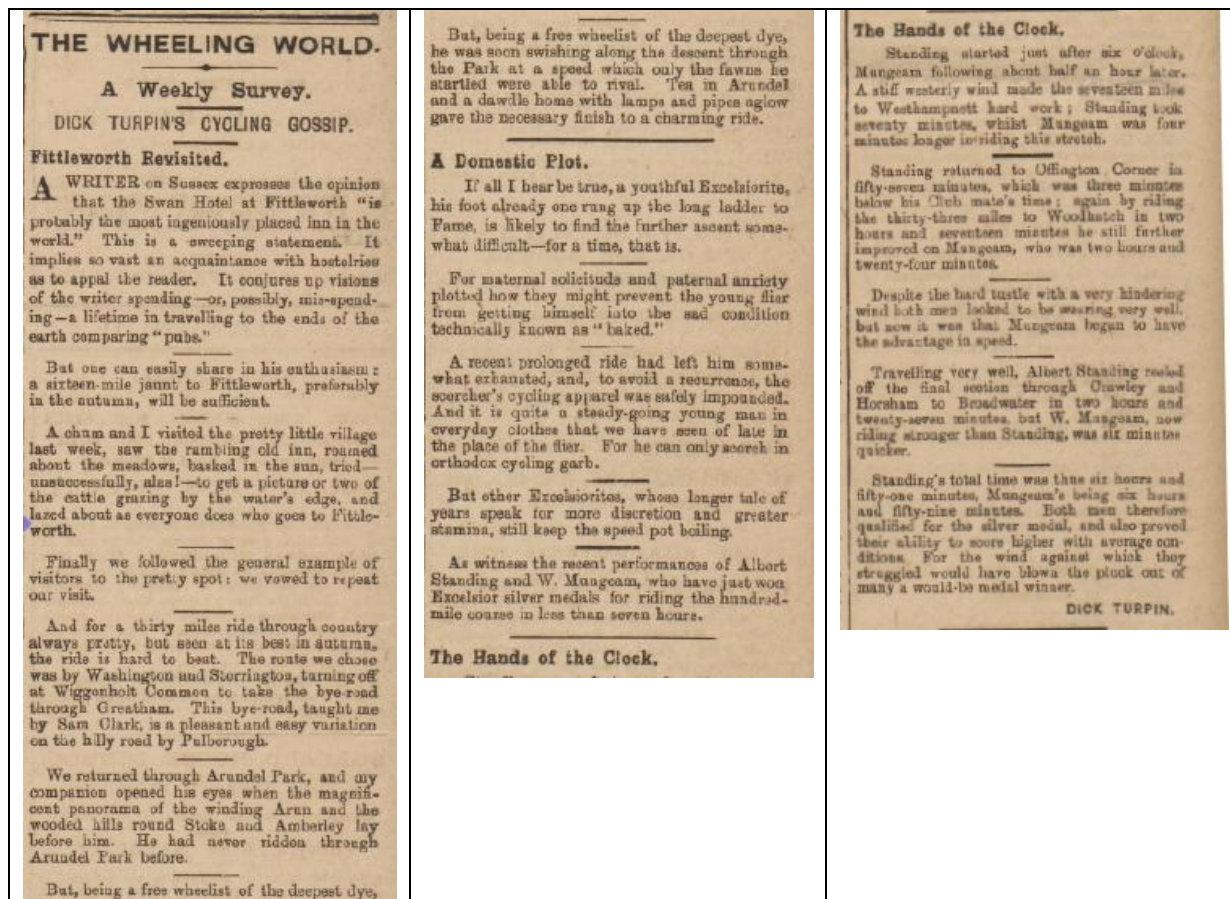 THE WHEELING WORLD.
A Weekly Survey.
DICK TURPIN'S CYCLING GOSSIP.
Fittleworth Revisited.
A WRITER on Sussex expresses the opinion
that the Swan Hotel at Fittleworth "is
probably the most ingeniously placed inn in the
world." This is a sweeping statement. It
implies so vast an acquaintance with hostelries
as to appal the reader. It conjures up visions
of the writer spending—or, possibly, mis-spend-
ing—a lifetime in travelling to the ends of the
earth comparing "pubs."
But one can easily share in his enthusiasm:
a sixteen-mile jaunt to Fittleworth, preferably
in the autumn, will be sufficient.
A chum and I visited the pretty little village
last week, saw the rambling old inn, roamed
about the meadows, basked in the sun, tried—
unsuccessfully, alas!—to get a picture or two of
the cattle grazing by the water's edge, and
lazed about as everyone does who goes to Fittle-
worth.
Finally we followed the general example of
visitors to the pretty spot: we vowed to repeat
our visit.
And for a thirty miles ride through country
always pretty, but seen at its best in autumn,
the ride is hard to beat. The route we chose
was by Washington and Storrington, turning off
at Wiggonholt Common to take the bye-road
through Greatham. This bye-road, taught me
by Sam Clark, is a pleasant and easy variation
on the hilly road by Pulborough.
We returned through Arundel Park, and my
companion opened his eyes when the magnifi-
cent panorama of the winding Arun and the
wooded hills round Stoke and Amberley lay
before him. He had never ridden through
Arundel Park before.
But, being a free wheelist of the deepest dye,
But, being a free wheelist of the deepest dye,
he was soon swishing along the descent through
the Park at a speed which only the fawns he
startled were able to rival. Tea in Arundel
and a dawdle home with lamps and pipes aglow
gave the necessary finish to a charming ride.
A Domestic Plot.
If all I hear be true, a youthful Excelsiorite,
his foot already one rung up the long ladder to
Fame, is likely to find the further ascent some-
what difficult—for a time, that is.
For maternal solicitude and paternal anxiety
plotted how they might prevent the young flier
from getting himself into the sad condition
technically known as "baked."
A recent prolonged ride had left him some-
what exhausted, and, to avoid a recurrence, the
scorcher's cycling apparel was safely impounded.
And it is quite a steady-going young man in
everyday clothes that we have seen of late in
the place of the flier. For he can only scorch in
orthodox cycling garb.
But other Excelsiorites, whose longer tale of
years speak for more discretion and greater
stamina, still keep the speed pot boiling.
As witness the recent performances of Albert
Standing and W. Mungeam, who have just won
Excelsior silver medals for riding the hundred-
mile course in less than seven hours.
The Hands of the Clock.
The Hands of the Clock.
Standing started just after six o'clock,
Mungeam following about half an hour later.
A stiff westerly wind made the seventeen miles
to Westhampnett hard work; Standing took
seventy minutes, whilst Mungeam was four
minutes longer in riding this stretch.
Standing returned to Offington Corner in
fifty-seven minutes, which was three minutes
below his Club mate's time; again by riding
the thirty-three miles to Woodhatch in two
hours and seventeen minutes he still further
improved on Mungeam, who was two hours and
twenty-four minutes.
Despite the hard tustle with a very hindering
wind both men looked to be wearing very well,
but now it was that Mungeam began to have
the advantage in speed.
Travelling very well, Albert Standing reeled
off the final section through Crawley and
Horsham to Broadwater in two hours and
twenty-seven minutes, but W. Mungeam, now
riding stronger than Standing, was six minutes
quicker.
Standing's total time was thus six hours and
fifty-one minutes, Mungeam's being six hours
and fifty-nine minutes. Both men therefore
qualified for the silver medal, and also proved
their ability to score higher with average con-
ditions. For the wind against which they
struggled would have blown the pluck out of
many a would-be medal winner.
DICK TURPIN.